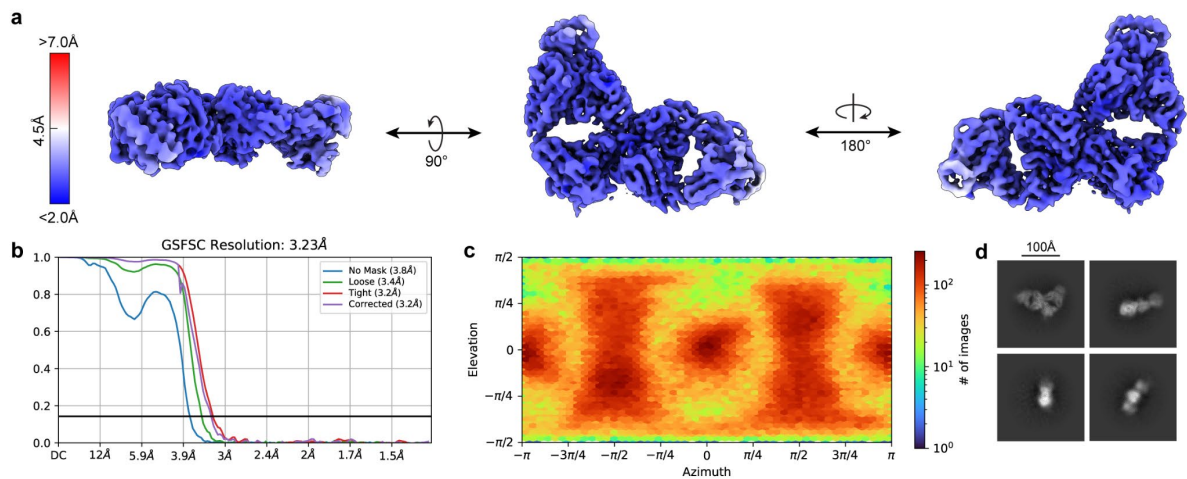 a
>7.0Å
4.5Å
<2.0Å
90°
180°
b
GSFSC Resolution: 3.23Å
1.0
0.8
0.6
0.4
0.2
0.0
No Mask (3.8Å)
Loose (3.4Å)
Tight (3.2Å)
Corrected (3.2Å)
DC
12Å
5.9Å
3.9Å
3Å
2.4Å
2Å
1.7Å
1.5Å
c
Elevation
π/2
π/4
0
−π/4
−π/2
−π
−3π/4
−π/2
−π/4
0
π/4
π/2
3π/4
π
Azimuth
10²
10¹
10⁰
# of images
d
100Å